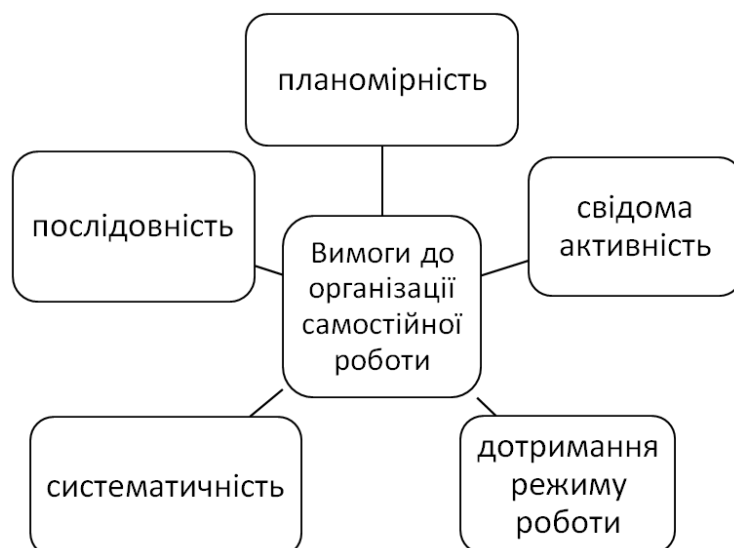 планомірність
послідовність
свідома
активність
Вимоги до
організації
самостійної
роботи
систематичність
дотримання
режиму
роботи